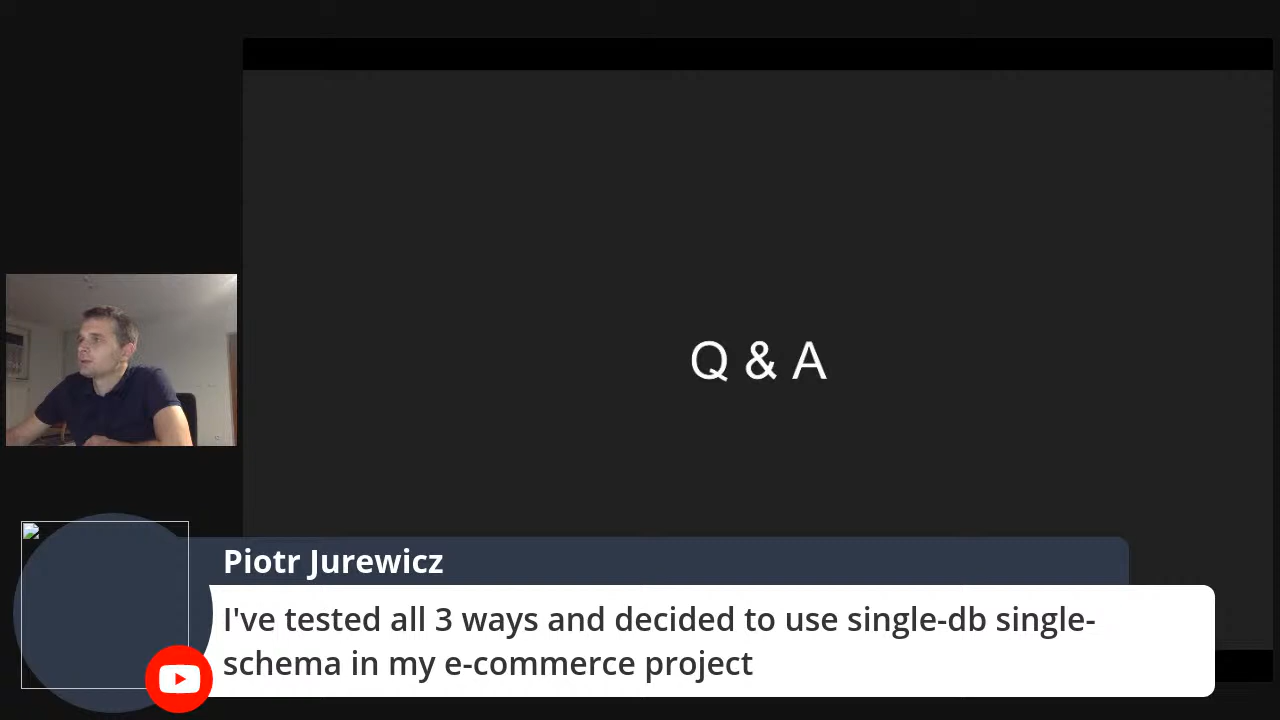 Q & A
Piotr Jurewicz
I've tested all 3 ways and decided to use single-db single-
schema in my e-commerce project